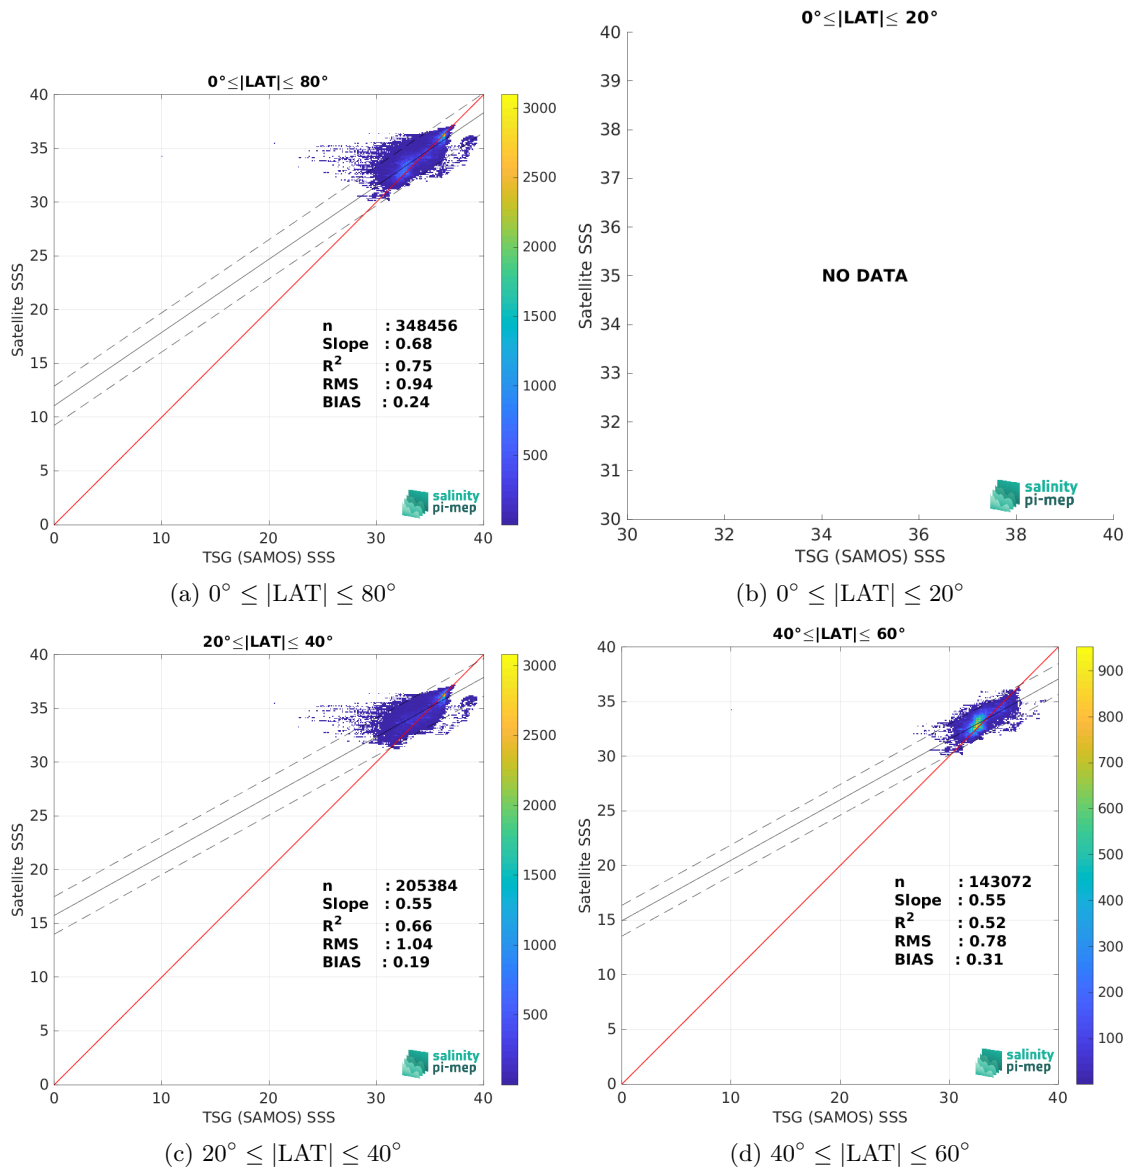 0°≤|LAT|≤ 80°
40
35
30
25
20
15
10
5
0
Satellite SSS
n : 348456
Slope : 0.68
R² : 0.75
RMS : 0.94
BIAS : 0.24
salinity
pi-mep
0 10 20 30 40
TSG (SAMOS) SSS
3000
2500
2000
1500
1000
500
(a) 0° ≤ |LAT| ≤ 80°
0°≤|LAT|≤ 20°
40
39
38
37
36
35
34
33
32
31
30
Satellite SSS
NO DATA
salinity
pi-mep
30 32 34 36 38 40
TSG (SAMOS) SSS
(b) 0° ≤ |LAT| ≤ 20°
20°≤|LAT|≤ 40°
40
35
30
25
20
15
10
5
0
Satellite SSS
n : 205384
Slope : 0.55
R² : 0.66
RMS : 1.04
BIAS : 0.19
salinity
pi-mep
0 10 20 30 40
TSG (SAMOS) SSS
3000
2500
2000
1500
1000
500
(c) 20° ≤ |LAT| ≤ 40°
40°≤|LAT|≤ 60°
40
35
30
25
20
15
10
5
0
Satellite SSS
n : 143072
Slope : 0.55
R² : 0.52
RMS : 0.78
BIAS : 0.31
salinity
pi-mep
0 10 20 30 40
TSG (SAMOS) SSS
900
800
700
600
500
400
300
200
100
(d) 40° ≤ |LAT| ≤ 60°